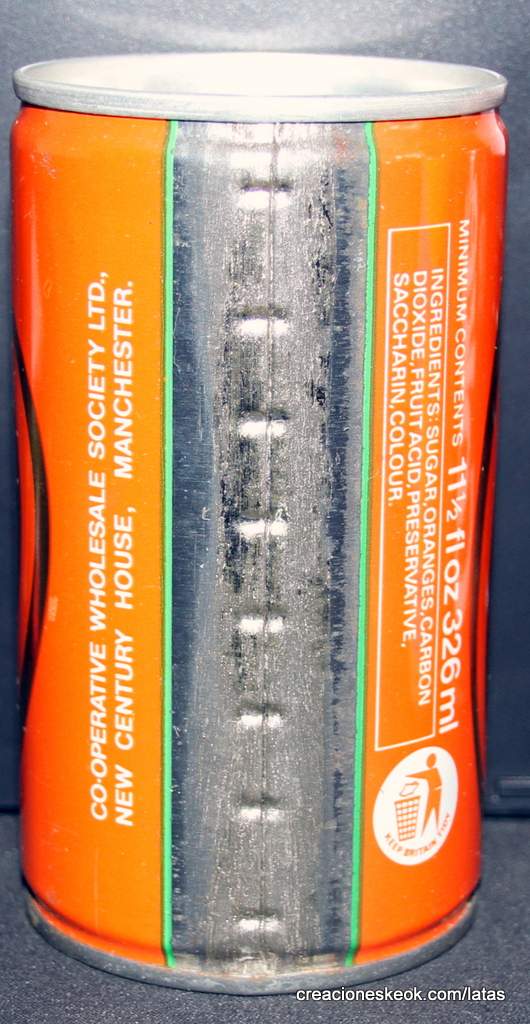 CO-OPERATIVE WHOLESALE SOCIETY LTD.,
NEW CENTURY HOUSE, MANCHESTER.
MINIMUM CONTENTS 11½ fl oz 326 ml
INGREDIENTS: SUGAR, ORANGES, CARBON
DIOXIDE, FRUIT ACID, PRESERVATIVE,
SACCHARIN, COLOUR.
KEEP BRITAIN TIDY
creacioneskeok.com/latas